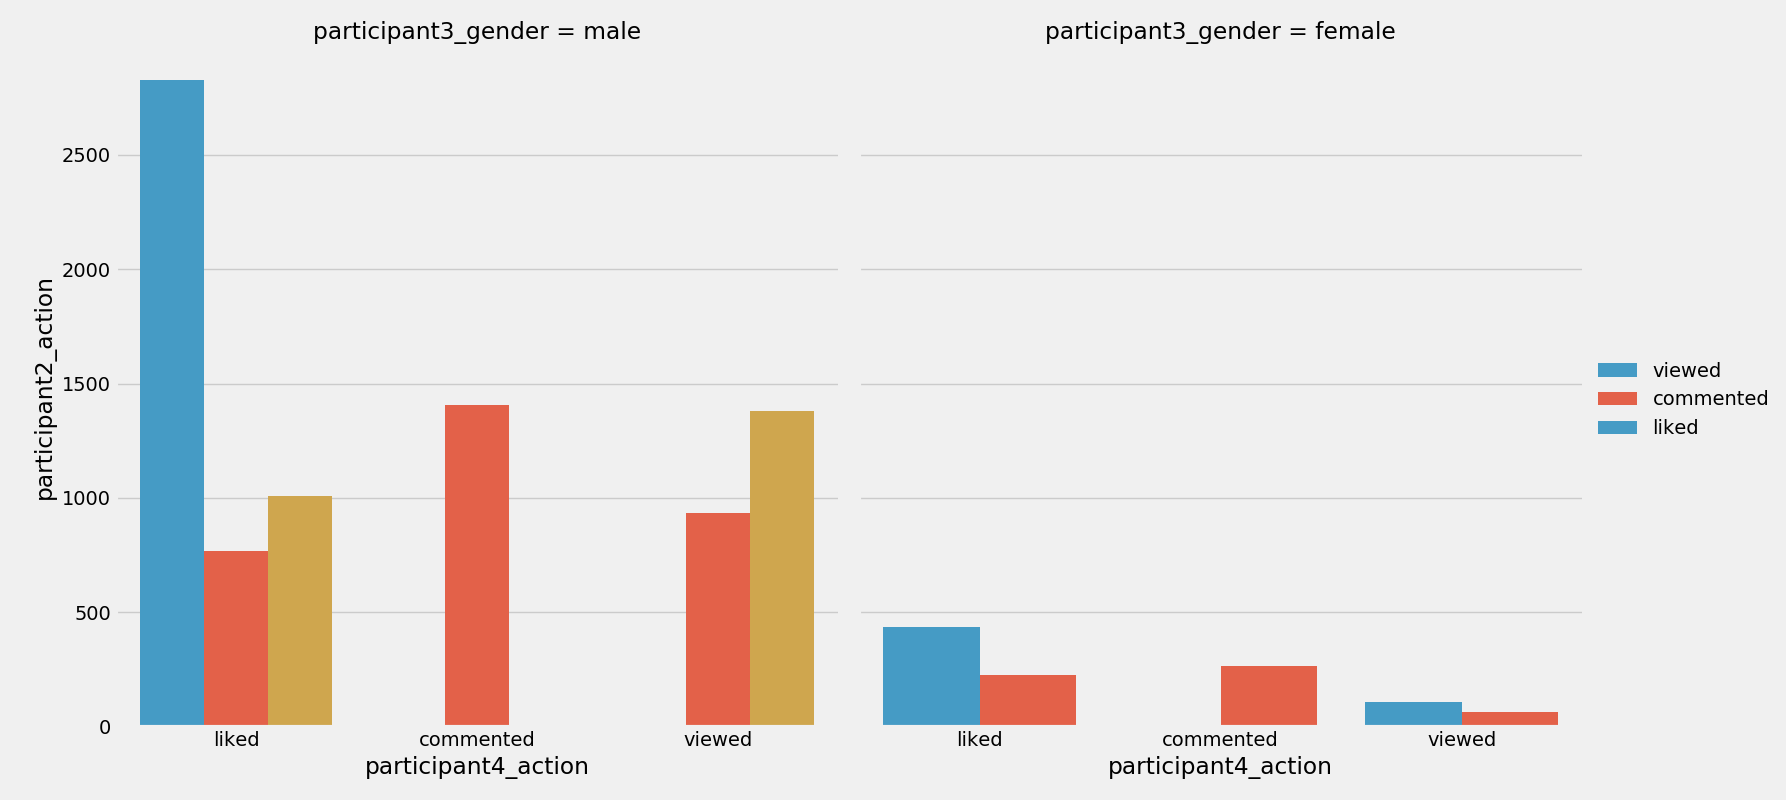 participant3_gender = male
participant3_gender = female
participant2_action
2500
2000
1500
1000
500
0
liked
commented
viewed
participant4_action
liked
commented
viewed
participant4_action
viewed
commented
liked